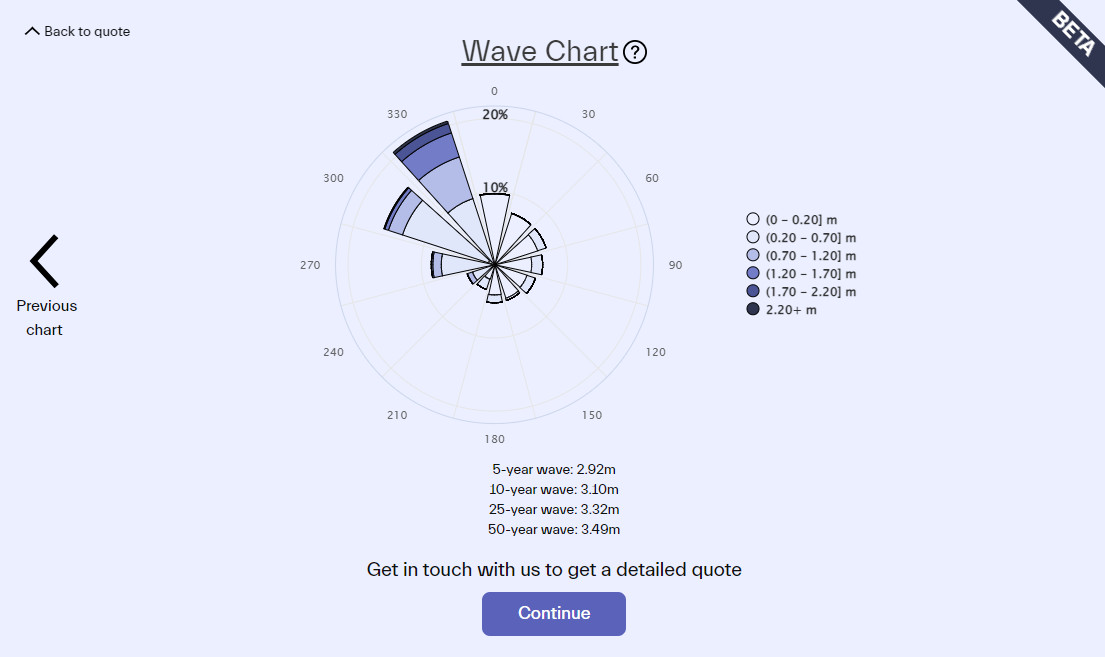 Back to quote
BETA
Wave Chart ?
0
330
30
20%
300
60
10%
270
90
240
120
210
150
180
(0 – 0.20] m
(0.20 – 0.70] m
(0.70 – 1.20] m
(1.20 – 1.70] m
(1.70 – 2.20] m
2.20+ m
Previous
chart
5-year wave: 2.92m
10-year wave: 3.10m
25-year wave: 3.32m
50-year wave: 3.49m
Get in touch with us to get a detailed quote
Continue